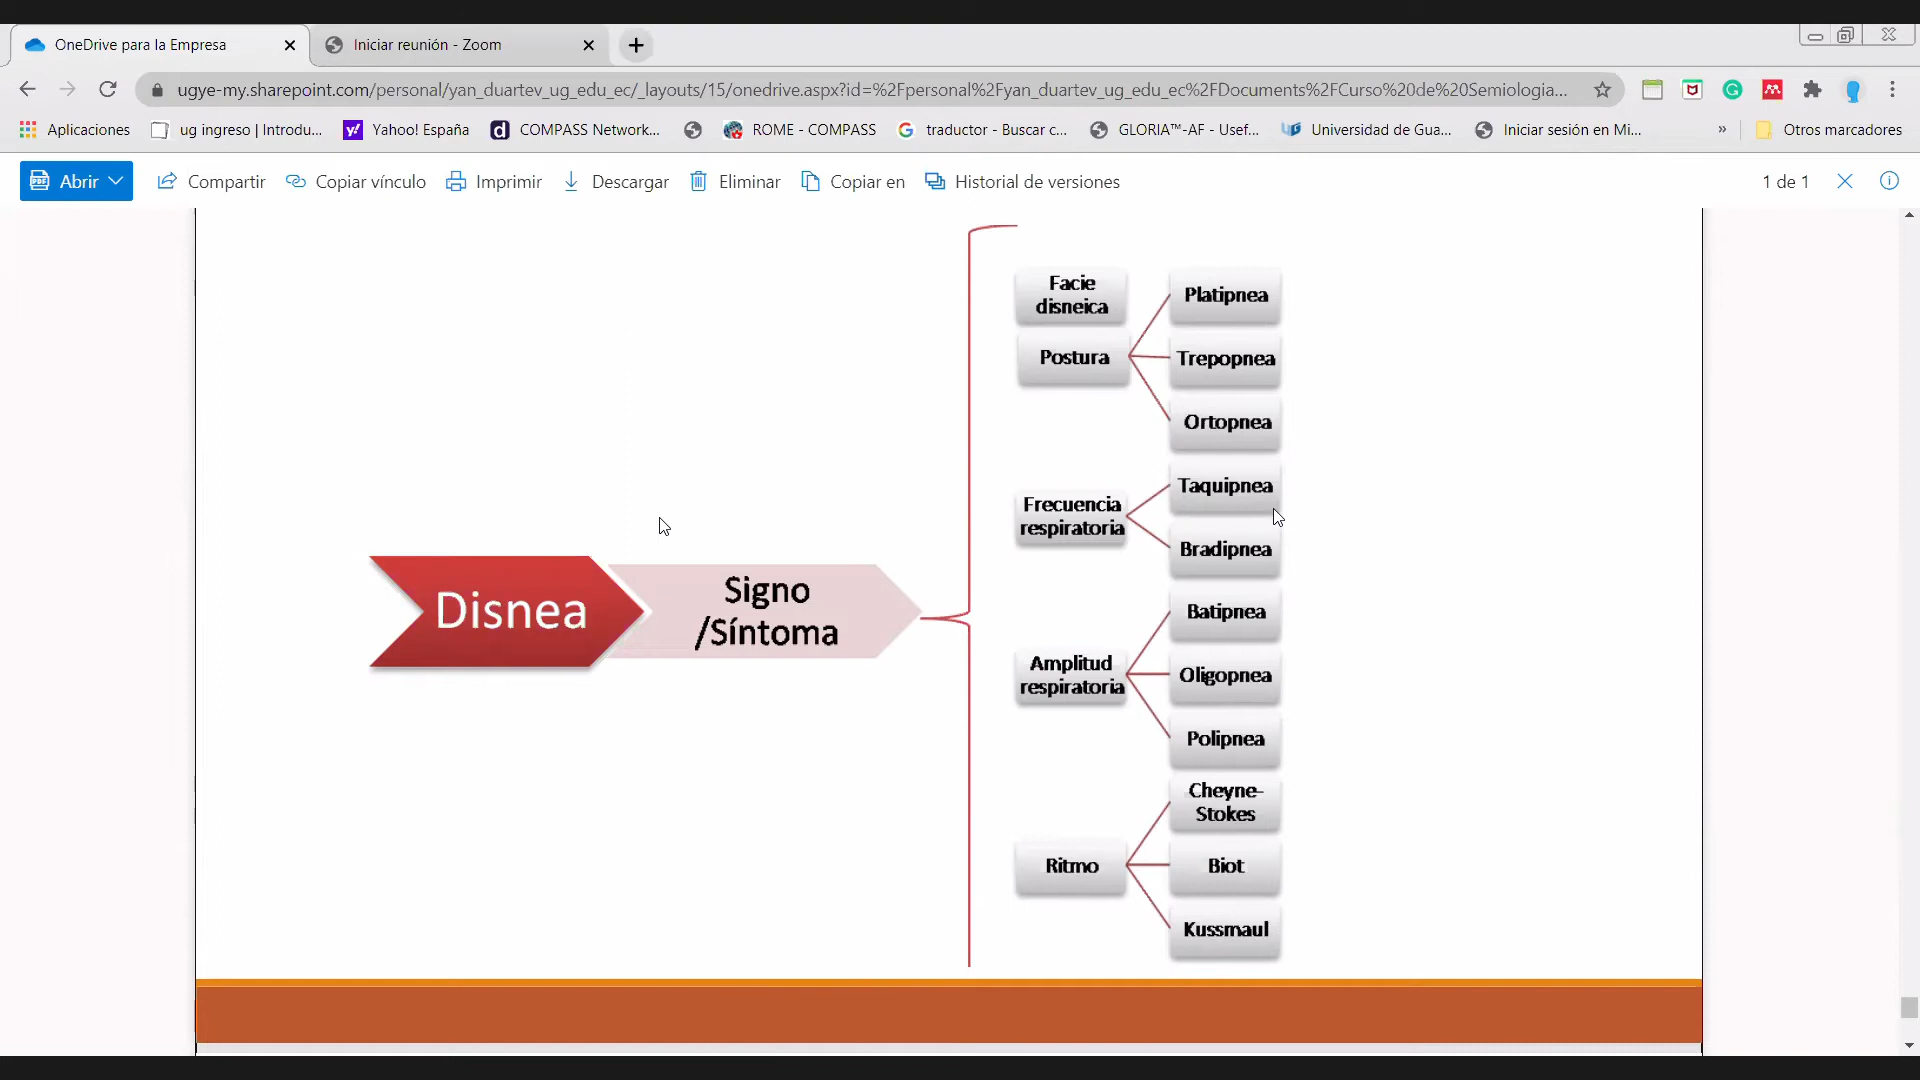 OneDrive para la Empresa
Iniciar reunión - Zoom
ugye-my.sharepoint.com/personal/yan_duartev_ug_edu_ec/_layouts/15/onedrive.aspx?id=%2Fpersonal%2Fyan_duartev_ug_edu_ec%2FDocuments%2FCurso%20de%20Semiologia...
Aplicaciones
ug ingreso | Introdu...
Yahoo! España
COMPASS Network...
ROME - COMPASS
traductor - Buscar c...
GLORIA™-AF - Usef...
Universidad de Gua...
Iniciar sesión en Mi...
»
Otros marcadores
Abrir
Compartir
Copiar vínculo
Imprimir
Descargar
Eliminar
Copiar en
Historial de versiones
1 de 1
Disnea
Signo
/Síntoma
Facie
disneica
Postura
Platipnea
Trepopnea
Ortopnea
Frecuencia
respiratoria
Taquipnea
Bradipnea
Amplitud
respiratoria
Batipnea
Oligopnea
Polipnea
Ritmo
Cheyne-
Stokes
Biot
Kussmaul